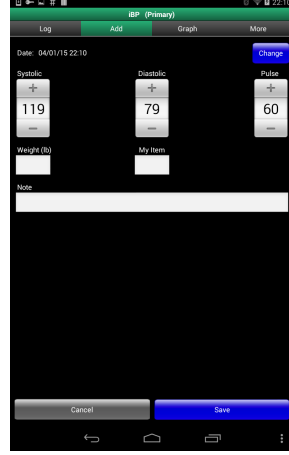 22:10
iBP (Primary)
Log Add Graph More
Date: 04/01/15 22:10 Change
Systolic Diastolic Pulse
+ + +
119 79 60
- - -
Weight (lb) My Item
Note
Cancel Save